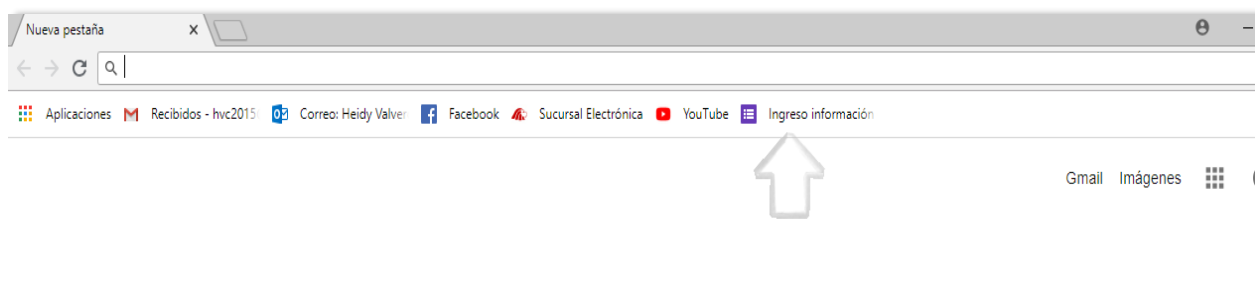 Nueva pestaña
Aplicaciones Recibidos - hvc2015 Correo: Heidy Valver Facebook Sucursal Electrónica YouTube Ingreso información
Gmail Imágenes